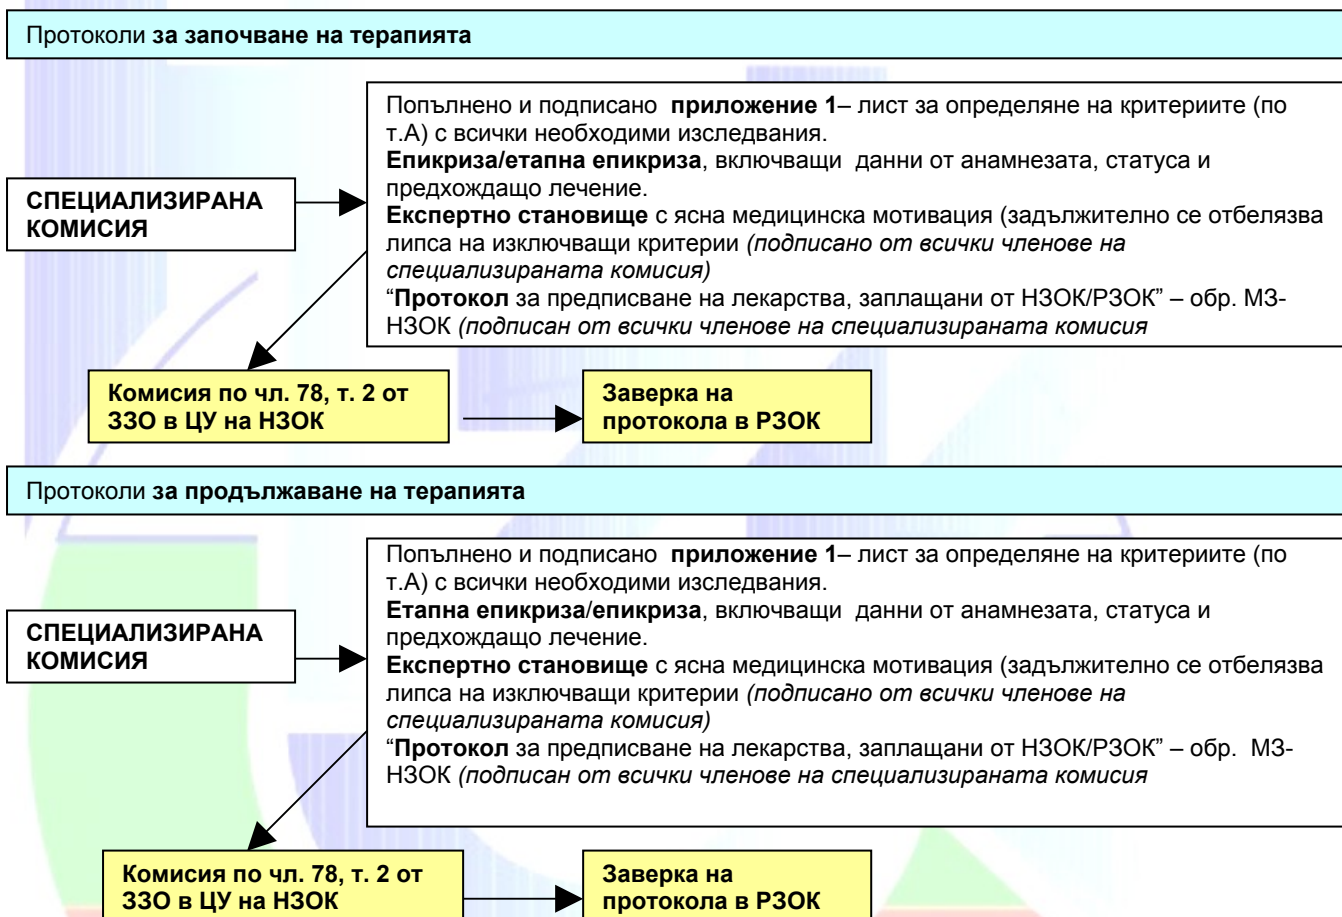 Протоколи за започване на терапията
Попълнено и подписано приложение 1– лист за определяне на критериите (по
т.А) с всички необходими изследвания.
Епикриза/етапна епикриза, включващи данни от анамнезата, статуса и
предхождащо лечение.
Експертно становище с ясна медицинска мотивация (задължително се отбелязва
липса на изключващи критерии (подписано от всички членове на
специализираната комисия)
“Протокол за предписване на лекарства, заплащани от НЗОК/РЗОК” – обр. МЗ-
НЗОК (подписан от всички членове на специализираната комисия
СПЕЦИАЛИЗИРАНА
КОМИСИЯ
Комисия по чл. 78, т. 2 от
ЗЗО в ЦУ на НЗОК
Заверка на
протокола в РЗОК
Протоколи за продължаване на терапията
Попълнено и подписано приложение 1– лист за определяне на критериите (по
т.А) с всички необходими изследвания.
Етапна епикриза/епикриза, включващи данни от анамнезата, статуса и
предхождащо лечение.
Експертно становище с ясна медицинска мотивация (задължително се отбелязва
липса на изключващи критерии (подписано от всички членове на
специализираната комисия)
“Протокол за предписване на лекарства, заплащани от НЗОК/РЗОК” – обр. МЗ-
НЗОК (подписан от всички членове на специализираната комисия
СПЕЦИАЛИЗИРАНА
КОМИСИЯ
Комисия по чл. 78, т. 2 от
ЗЗО в ЦУ на НЗОК
Заверка на
протокола в РЗОК